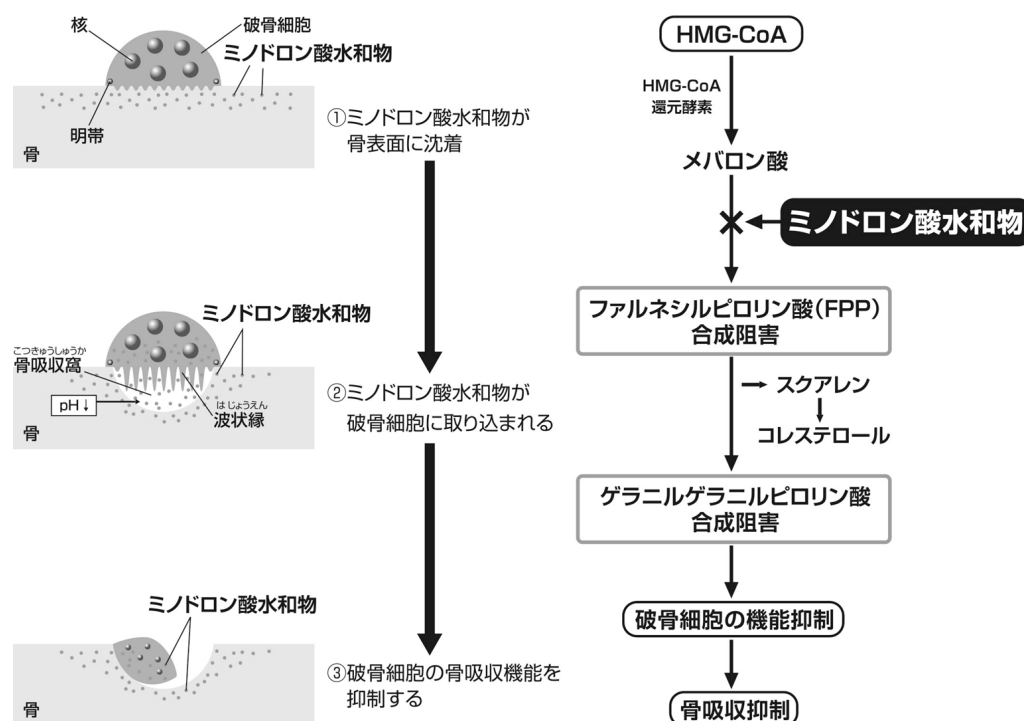 核
破骨細胞
ミノドロン酸水和物
明帯
骨
①ミノドロン酸水和物が
骨表面に沈着
ミノドロン酸水和物
こつきゅうしゅうか
骨吸収窩
pH↓
はじょうえん
波状縁
骨
②ミノドロン酸水和物が
破骨細胞に取り込まれる
ミノドロン酸水和物
骨
③破骨細胞の骨吸収機能を
抑制する
HMG-CoA
HMG-CoA
還元酵素
メバロン酸
ミノドロン酸水和物
ファルネシルピロリン酸(FPP)
合成阻害
スクアレン
コレステロール
ゲラニルゲラニルピロリン酸
合成阻害
破骨細胞の機能抑制
骨吸収抑制